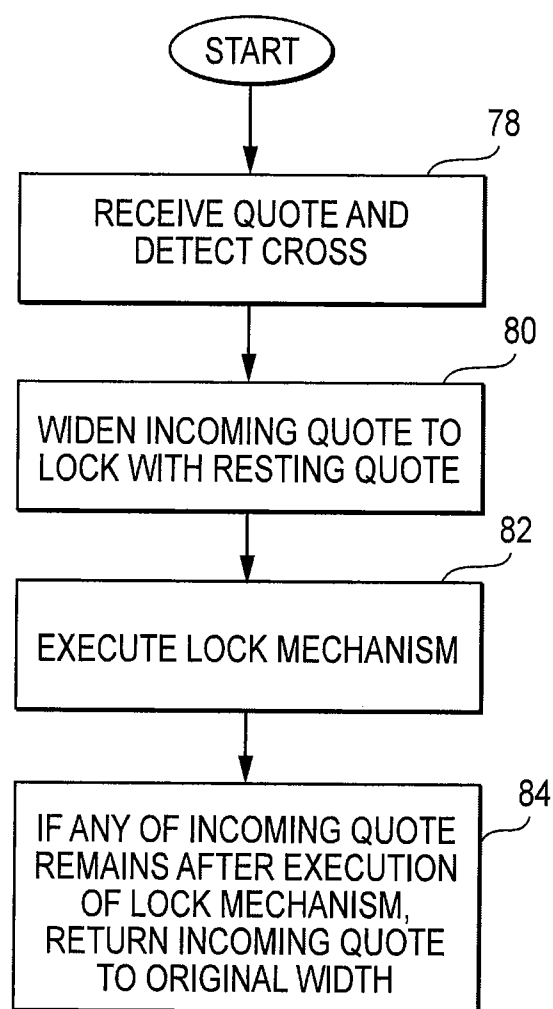 START
78
RECEIVE QUOTE AND
DETECT CROSS
80
WIDEN INCOMING QUOTE TO
LOCK WITH RESTING QUOTE
82
EXECUTE LOCK MECHANISM
84
IF ANY OF INCOMING QUOTE
REMAINS AFTER EXECUTION
OF LOCK MECHANISM,
RETURN INCOMING QUOTE
TO ORIGINAL WIDTH